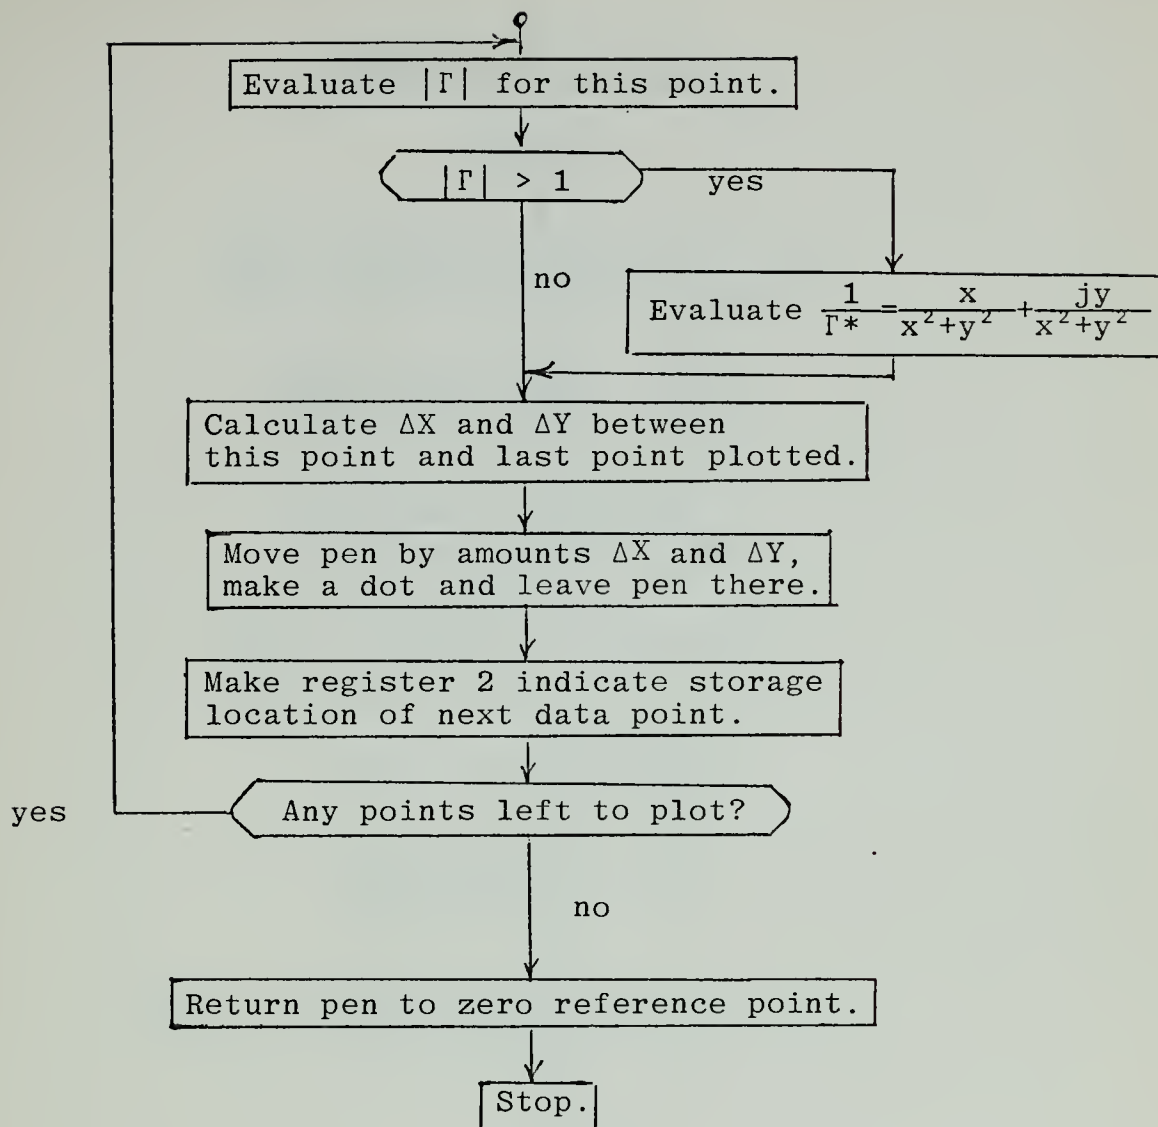 Evaluate |Γ| for this point.
|Γ| > 1
yes
no
Evaluate 1/Γ* = x/x²+y² + jy/x²+y²
Calculate ΔX and ΔY between
this point and last point plotted.
Move pen by amounts ΔX and ΔY,
make a dot and leave pen there.
Make register 2 indicate storage
location of next data point.
yes
Any points left to plot?
no
Return pen to zero reference point.
Stop.